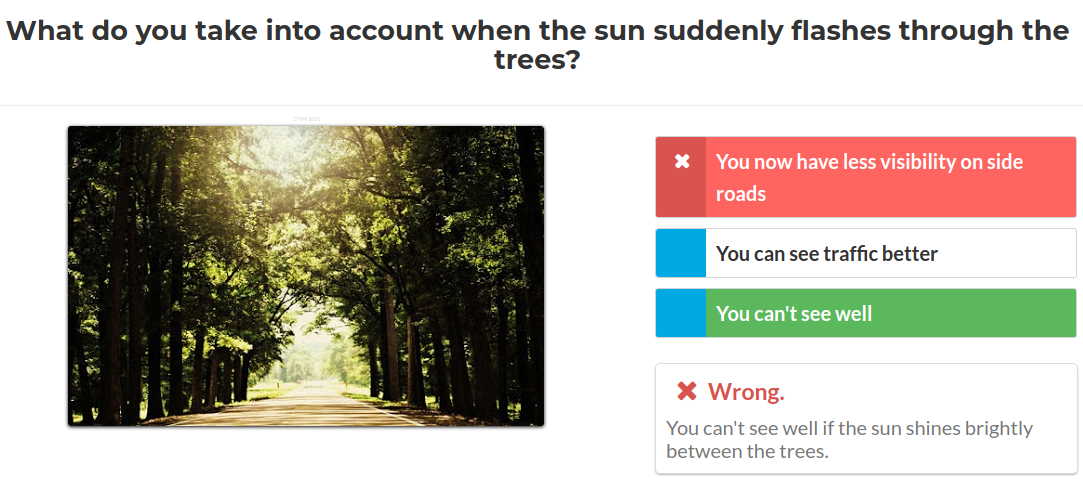 What do you take into account when the sun suddenly flashes through the
trees?
You now have less visibility on side
roads
You can see traffic better
You can't see well
Wrong.
You can't see well if the sun shines brightly
between the trees.